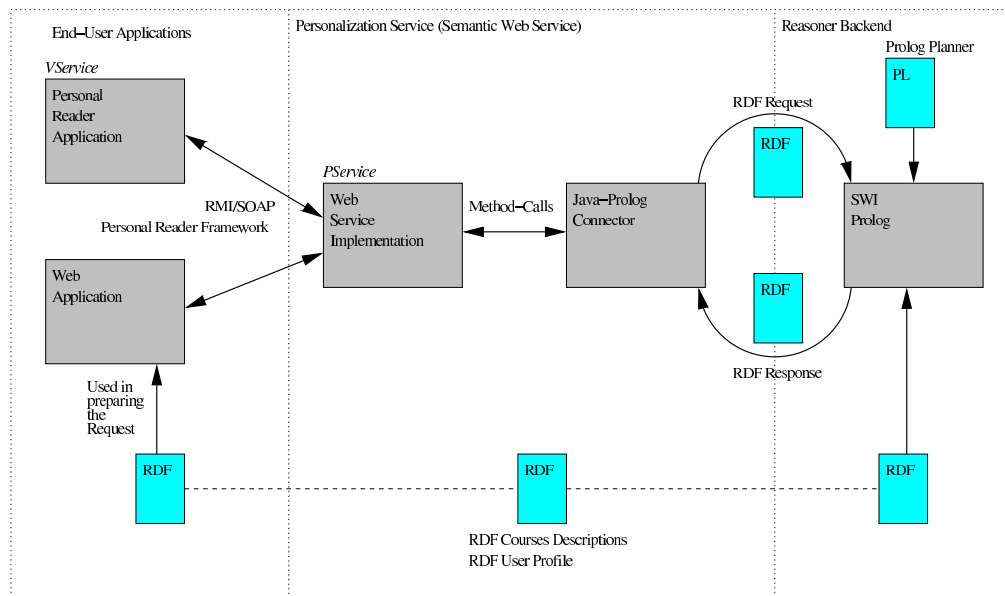 End-User Applications
Personalization Service (Semantic Web Service)
Reasoner Backend
VService
Personal
Reader
Application
RMI/SOAP
Personal Reader Framework
Web
Application
Used in
preparing
the
Request
RDF
PService
Web
Service
Implementation
Method-Calls
Java-Prolog
Connector
RDF Request
RDF
RDF
RDF Response
Prolog Planner
PL
SWI
Prolog
RDF
RDF Courses Descriptions
RDF User Profile
RDF